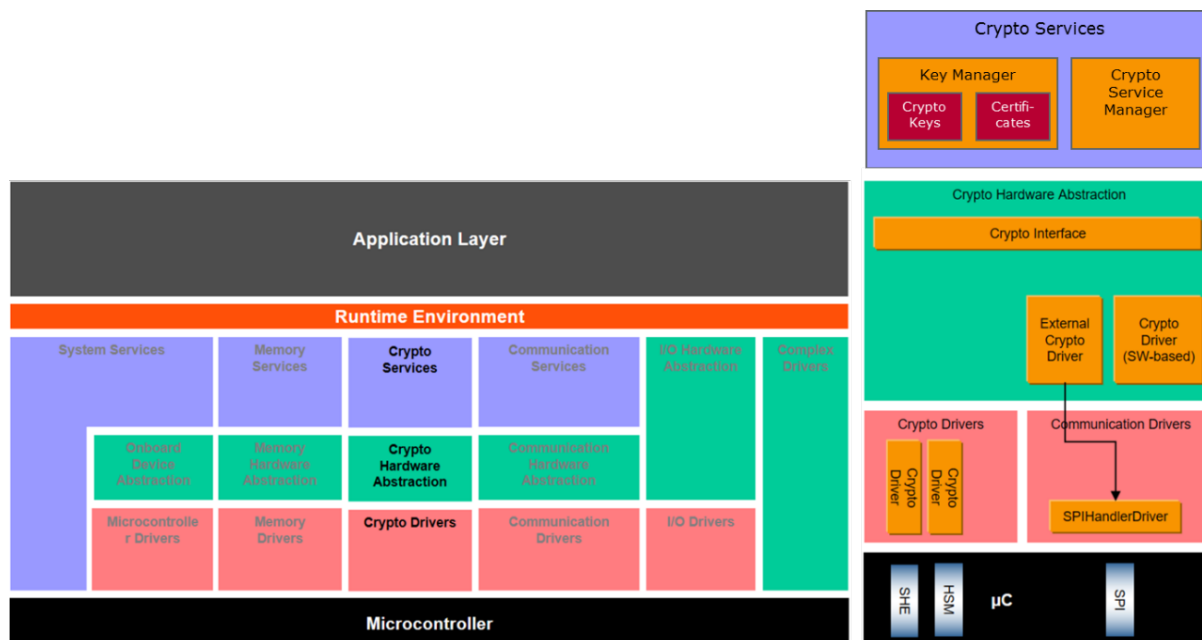 Application Layer
Runtime Environment
System Services
Memory
Services
Crypto
Services
Communication
Services
I/O Hardware
Abstraction
Complex
Drivers
Onboard
Device
Abstraction
Memory
Hardware
Abstraction
Crypto
Hardware
Abstraction
Communication
Hardware
Abstraction
Microcontrolle
r Drivers
Memory
Drivers
Crypto Drivers
Communication
Drivers
I/O Drivers
Microcontroller
Crypto Services
Key Manager
Crypto
Keys
Certifi-
cates
Crypto
Service
Manager
Crypto Hardware Abstraction
Crypto Interface
External
Crypto
Driver
Crypto
Driver
(SW-based)
Crypto Drivers
Crypto
Driver
Crypto
Driver
Communication Drivers
SPIHandlerDriver
SHE
HSM
µC
SPI